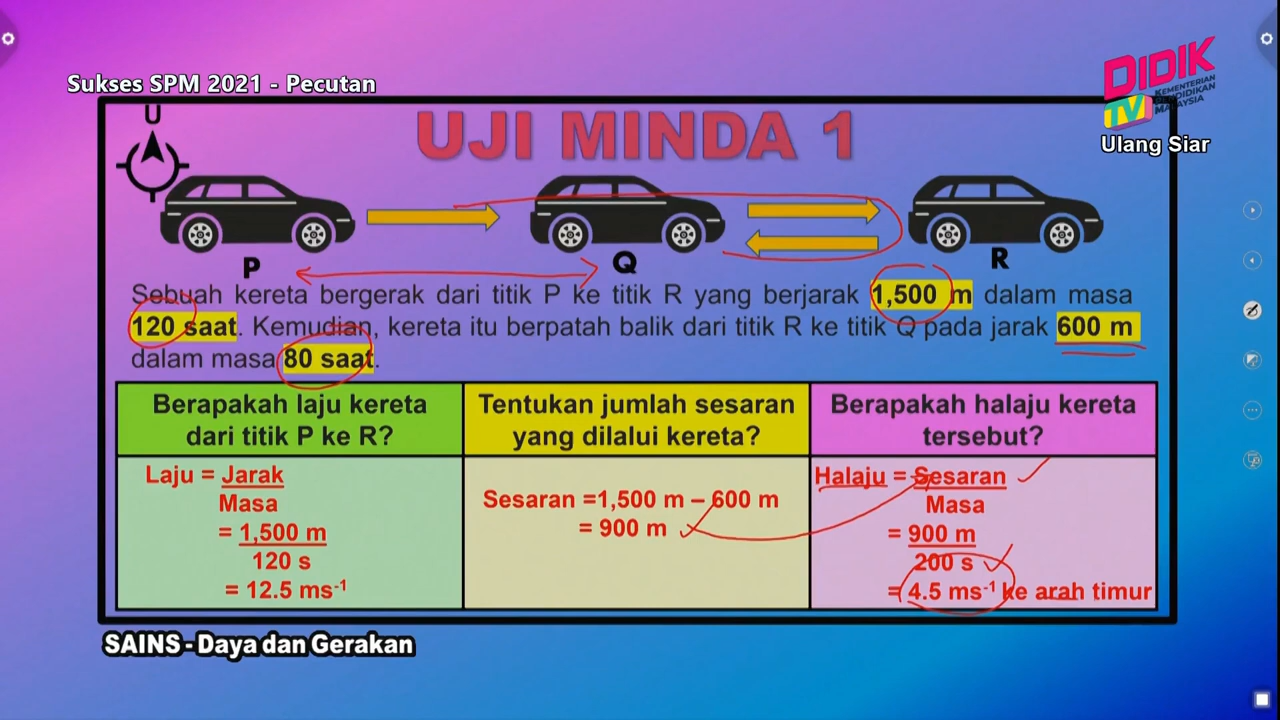 Sukses SPM 2021 - Pecutan
DIDIK
TV
KEMENTERIAN
PENDIDIKAN
MALAYSIA
Ulang Siar
U
UJI MINDA 1
P
Q
R
Sebuah kereta bergerak dari titik P ke titik R yang berjarak 1,500 m dalam masa
120 saat. Kemudian, kereta itu berpatah balik dari titik R ke titik Q pada jarak 600 m
dalam masa 80 saat.
Berapakah laju kereta
dari titik P ke R?
Laju = Jarak
Masa
= 1,500 m
120 s
= 12.5 ms⁻¹
Tentukan jumlah sesaran
yang dilalui kereta?
Sesaran =1,500 m – 600 m
= 900 m
Berapakah halaju kereta
tersebut?
Halaju = Sesaran
Masa
= 900 m
200 s
= 4.5 ms⁻¹ ke arah timur
SAINS - Daya dan Gerakan